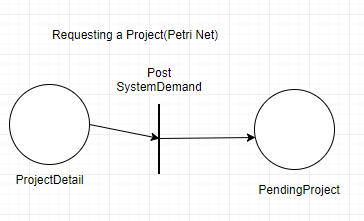 Requesting a Project(Petri Net)
Post
SystemDemand
ProjectDetail
PendingProject